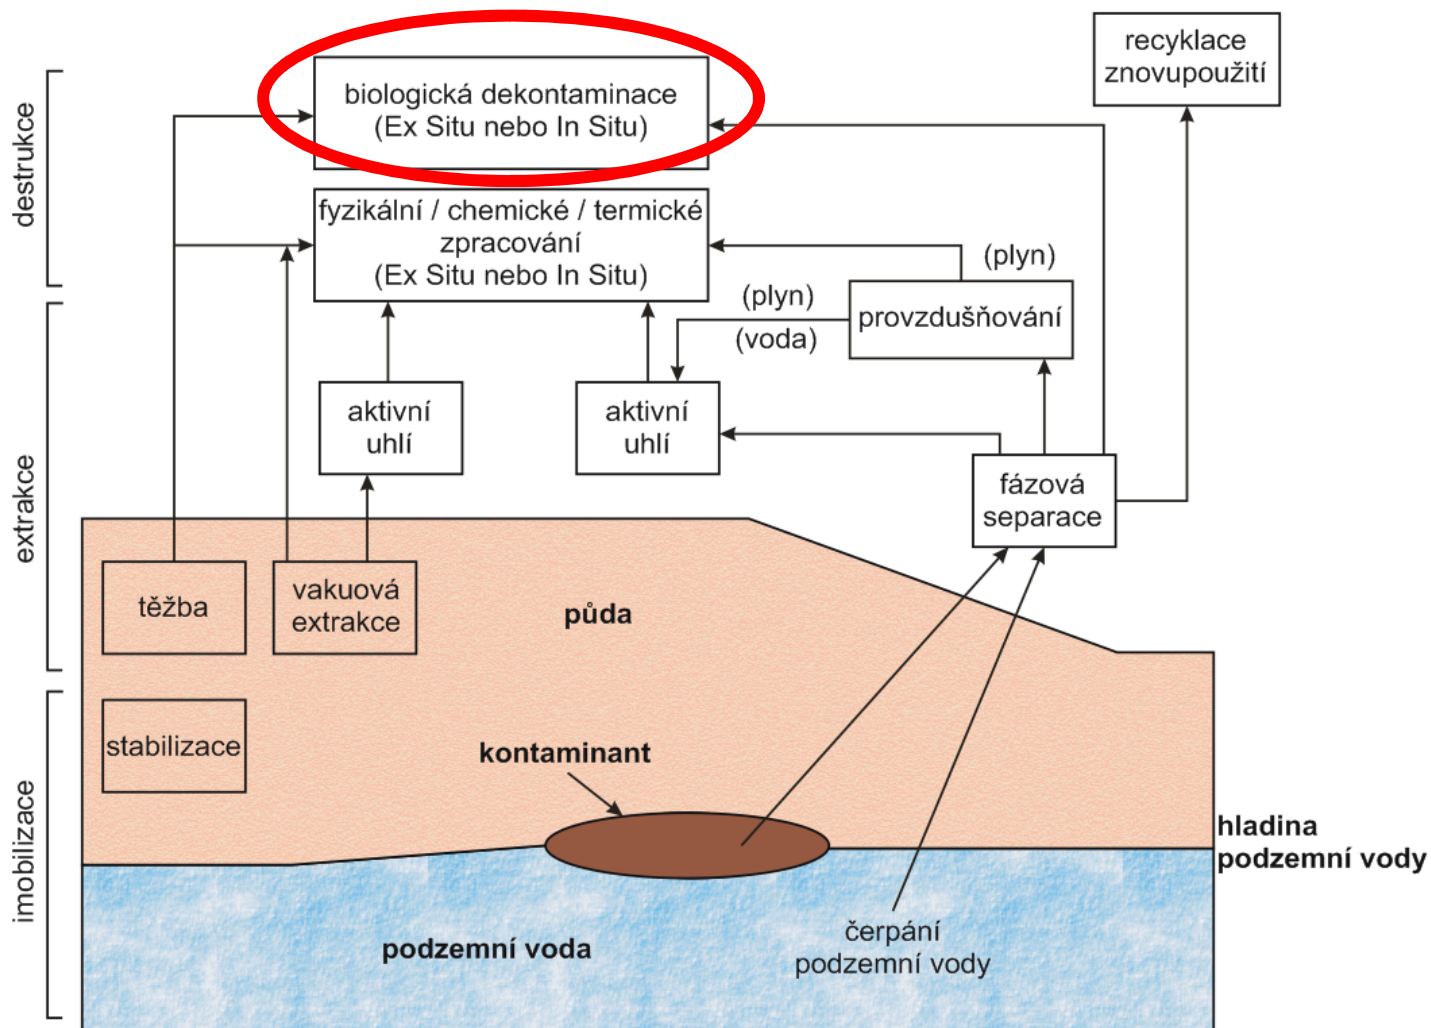 recyklace
znovupoužití
biologická dekontaminace
(Ex Situ nebo In Situ)
destrukce
fyzikální / chemické / termické
zpracování
(Ex Situ nebo In Situ)
(plyn)
(plyn)
(voda)
provzdušňování
extrakce
aktivní
uhlí
aktivní
uhlí
fázová
separace
těžba
vakuová
extrakce
půda
imobilizace
stabilizace
kontaminant
hladina
podzemní vody
podzemní voda
čerpání
podzemní vody